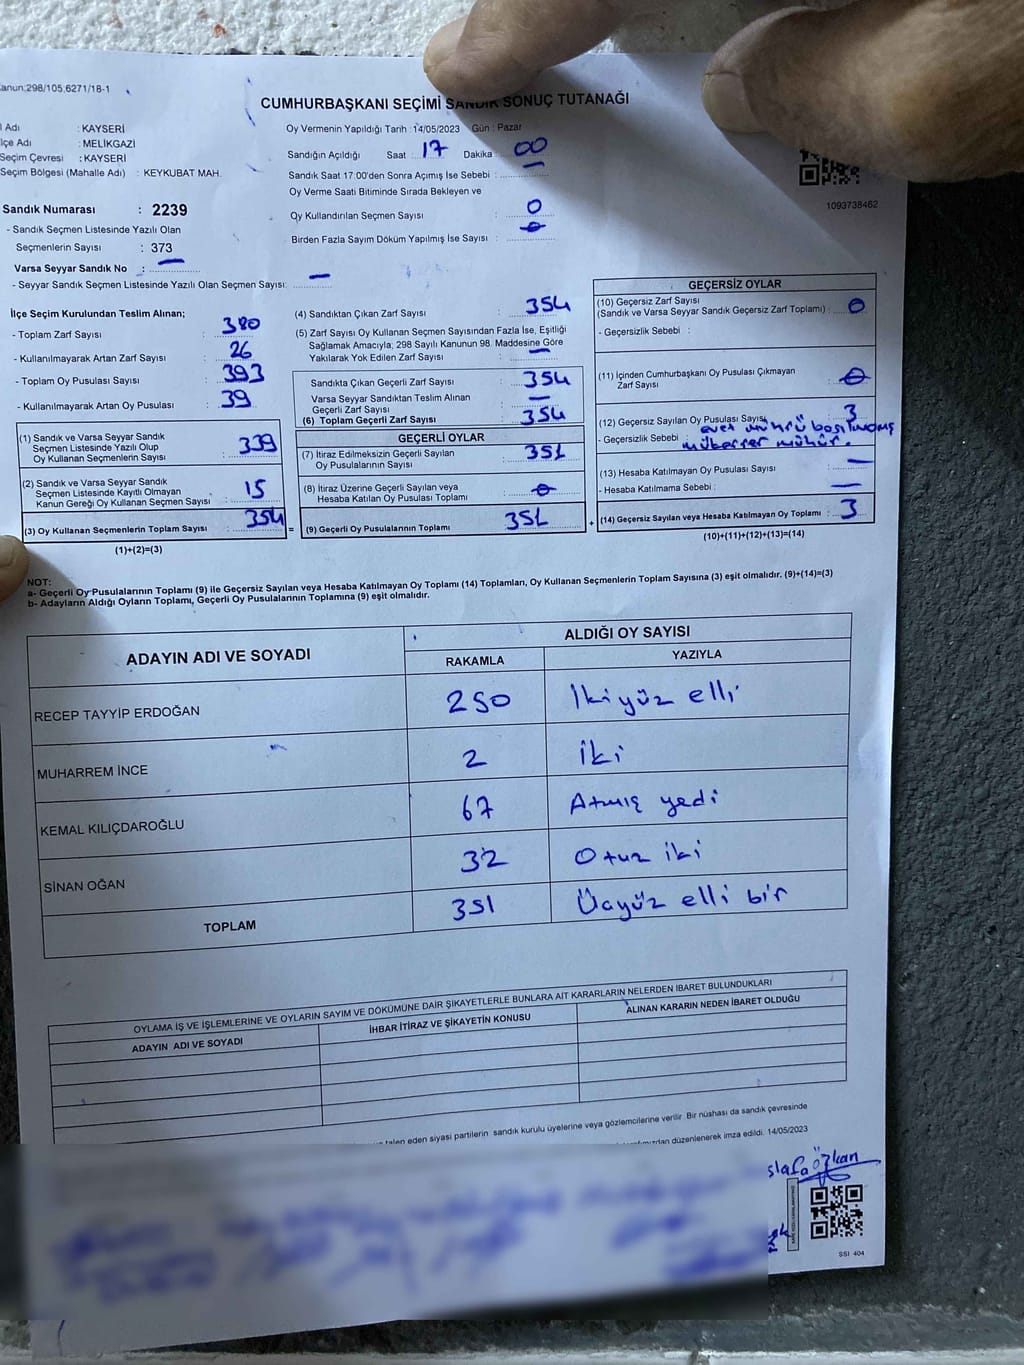 anun:298/105,6271/18-1
CUMHURBAŞKANI SEÇİMİ SANDIK SONUÇ TUTANAĞI
l Adı : KAYSERİ
lçe Adı : MELİKGAZİ
Seçim Çevresi : KAYSERİ
Seçim Bölgesi (Mahalle Adı) : KEYKUBAT MAH.
Sandık Numarası : 2239
- Sandık Seçmen Listesinde Yazılı Olan
Seçmenlerin Sayısı : 373
Varsa Seyyar Sandık No : —
- Seyyar Sandık Seçmen Listesinde Yazılı Olan Seçmen Sayısı: —
Oy Vermenin Yapıldığı Tarih : 14/05/2023 Gün : Pazar
Sandığın Açıldığı Saat : 17 Dakika : 00
Sandık Saat 17.00'den Sonra Açımış İse Sebebi :
Oy Verme Saati Bitiminde Sırada Bekleyen ve
Oy Kullandırılan Seçmen Sayısı : 0
Birden Fazla Sayım Döküm Yapılmış İse Sayısı : 0
1093738462
İlçe Seçim Kurulundan Teslim Alınan;
- Toplam Zarf Sayısı : 380
- Kullanılmayarak Artan Zarf Sayısı : 26
- Toplam Oy Pusulası Sayısı : 393
- Kullanılmayarak Artan Oy Pusulası : 39
(1) Sandık ve Varsa Seyyar Sandık
Seçmen Listesinde Yazılı Olup
Oy Kullanan Seçmenlerin Sayısı : 339
(2) Sandık ve Varsa Seyyar Sandık
Seçmen Listesinde Kayıtlı Olmayan
Kanun Gereği Oy Kullanan Seçmen Sayısı : 15
(3) Oy Kullanan Seçmenlerin Toplam Sayısı : 354
(1)+(2)=(3)
(4) Sandıktan Çıkan Zarf Sayısı : 354
(5) Zarf Sayısı Oy Kullanan Seçmen Sayısından Fazla İse, Eşitliği
Sağlamak Amacıyla; 298 Sayılı Kanunun 98. Maddesine Göre
Yakılarak Yok Edilen Zarf Sayısı : —
Sandıkta Çıkan Geçerli Zarf Sayısı : 354
Varsa Seyyar Sandıktan Teslim Alınan
Geçerli Zarf Sayısı : —
(6) Toplam Geçerli Zarf Sayısı : 354
GEÇERLİ OYLAR
(7) İtiraz Edilmeksizin Geçerli Sayılan
Oy Pusulalarının Sayısı : 351
(8) İtiraz Üzerine Geçerli Sayılan veya
Hesaba Katılan Oy Pusulası Toplamı : 0
= (9) Geçerli Oy Pusulalarının Toplamı : 351
GEÇERSİZ OYLAR
(10) Geçersiz Zarf Sayısı
(Sandık ve Varsa Seyyar Sandık Geçersiz Zarf Toplamı) : 0
- Geçersizlik Sebebi :
(11) İçinden Cumhurbaşkanı Oy Pusulası Çıkmayan
Zarf Sayısı : 0
(12) Geçersiz Sayılan Oy Pusulası Sayısı : 3
- Geçersizlik Sebebi : evet mührü basılmamış
mükerrer mühür.
(13) Hesaba Katılmayan Oy Pusulası Sayısı : —
- Hesaba Katılmama Sebebi : —
+ (14) Geçersiz Sayılan veya Hesaba Katılmayan Oy Toplamı : 3
(10)+(11)+(12)+(13)=(14)
NOT:
a- Geçerli Oy Pusulalarının Toplamı (9) ile Geçersiz Sayılan veya Hesaba Katılmayan Oy Toplamı (14) Toplamları, Oy Kullanan Seçmenlerin Toplam Sayısına (3) eşit olmalıdır. (9)+(14)=(3)
b- Adayların Aldığı Oyların Toplamı, Geçerli Oy Pusulalarının Toplamına (9) eşit olmalıdır.
ADAYIN ADI VE SOYADI
ALDIĞI OY SAYISI
RAKAMLA YAZIYLA
RECEP TAYYİP ERDOĞAN 250 İkiyüz elli
MUHARREM İNCE 2 iki
KEMAL KILIÇDAROĞLU 67 Atmış yedi
SİNAN OĞAN 32 Otuz iki
TOPLAM 351 Üçyüz elli bir
OYLAMA İŞ VE İŞLEMLERİNE VE OYLARIN SAYIM VE DÖKÜMÜNE DAİR ŞİKAYETLERLE BUNLARA AİT KARARLARIN NELERDEN İBARET BULUNDUKLARI
ADAYIN ADI VE SOYADI İHBAR İTİRAZ VE ŞİKAYETİN KONUSU ALINAN KARARIN NEDEN İBARET OLDUĞU
talep eden siyasi partilerin sandık kurulu üyelerine veya gözlemcilerine verilir. Bir nüshası da sandık çevresinde
düzenlenerek imza edildi. 14/05/2023
slafa Özkan
SSI 404